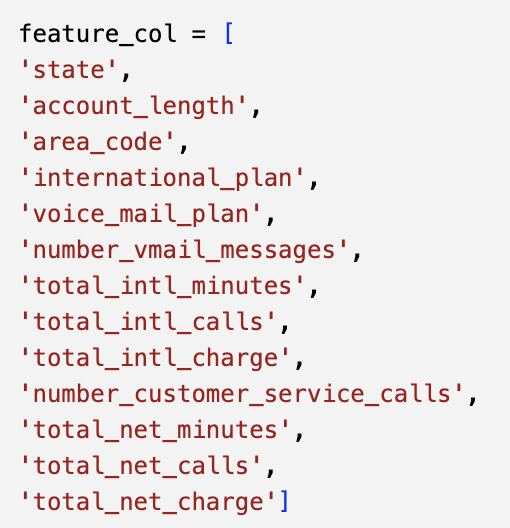 feature_col = [
'state',
'account_length',
'area_code',
'international_plan',
'voice_mail_plan',
'number_vmail_messages',
'total_intl_minutes',
'total_intl_calls',
'total_intl_charge',
'number_customer_service_calls',
'total_net_minutes',
'total_net_calls',
'total_net_charge']